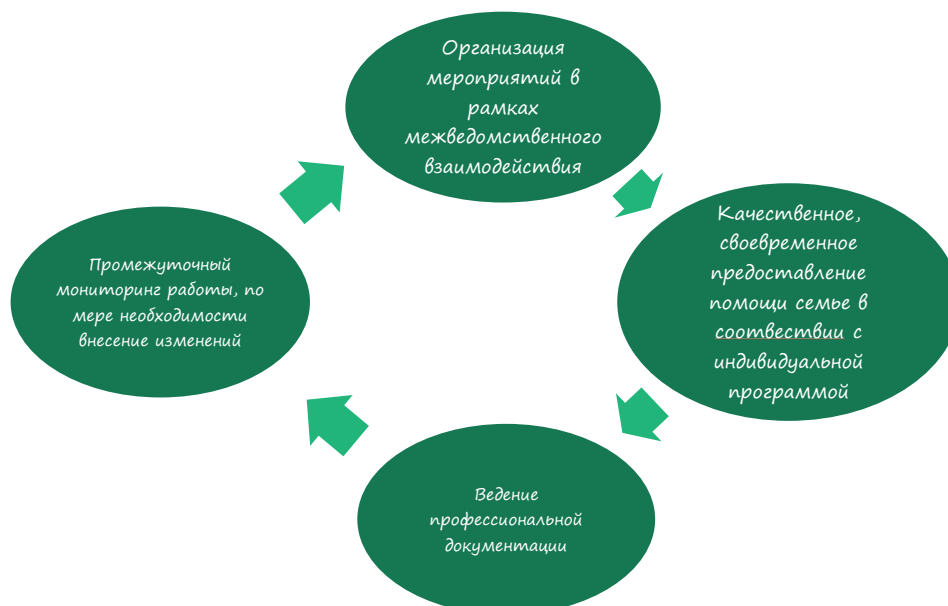 Организация
мероприятий в
рамках
межведомственного
взаимодействия
Качественное,
своевременное
предоставление
помощи семье в
соотвествии с
индивидуальной
программой
Ведение
профессиональной
документации
Промежуточный
мониторинг работы, по
мере необходимости
внесение изменений